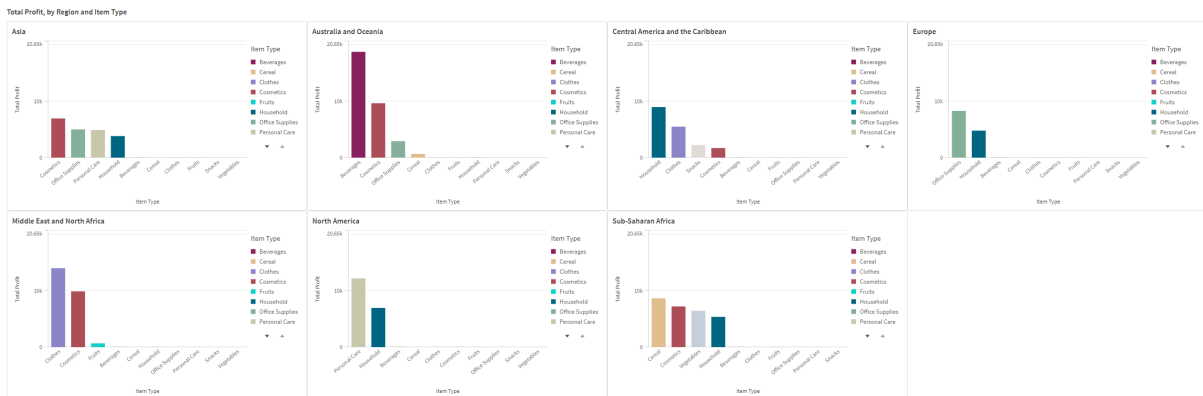 Total Profit, by Region and Item Type
Asia
20.65k
10k
0
Total Profit
Cosmetics
Office Supplies
Personal Care
Household
Beverages
Cereal
Clothes
Fruits
Snacks
Vegetables
Item Type
Item Type
Beverages
Cereal
Clothes
Cosmetics
Fruits
Household
Office Supplies
Personal Care
Australia and Oceania
20.65k
10k
0
Total Profit
Beverages
Cosmetics
Office Supplies
Cereal
Clothes
Fruits
Household
Personal Care
Snacks
Vegetables
Item Type
Item Type
Beverages
Cereal
Clothes
Cosmetics
Fruits
Household
Office Supplies
Personal Care
Central America and the Caribbean
20.65k
10k
0
Total Profit
Household
Clothes
Snacks
Cosmetics
Beverages
Cereal
Fruits
Office Supplies
Personal Care
Vegetables
Item Type
Item Type
Beverages
Cereal
Clothes
Cosmetics
Fruits
Household
Office Supplies
Personal Care
Europe
20.65k
10k
0
Total Profit
Office Supplies
Household
Beverages
Cereal
Clothes
Cosmetics
Fruits
Personal Care
Snacks
Vegetables
Item Type
Item Type
Beverages
Cereal
Clothes
Cosmetics
Fruits
Household
Office Supplies
Personal Care
Middle East and North Africa
20.65k
10k
0
Total Profit
Clothes
Cosmetics
Fruits
Beverages
Cereal
Household
Office Supplies
Personal Care
Snacks
Vegetables
Item Type
Item Type
Beverages
Cereal
Clothes
Cosmetics
Fruits
Household
Office Supplies
Personal Care
North America
20.65k
10k
0
Total Profit
Personal Care
Household
Beverages
Cereal
Clothes
Cosmetics
Fruits
Office Supplies
Snacks
Vegetables
Item Type
Item Type
Beverages
Cereal
Clothes
Cosmetics
Fruits
Household
Office Supplies
Personal Care
Sub-Saharan Africa
20.65k
10k
0
Total Profit
Cereal
Cosmetics
Vegetables
Household
Beverages
Clothes
Fruits
Office Supplies
Personal Care
Snacks
Item Type
Item Type
Beverages
Cereal
Clothes
Cosmetics
Fruits
Household
Office Supplies
Personal Care